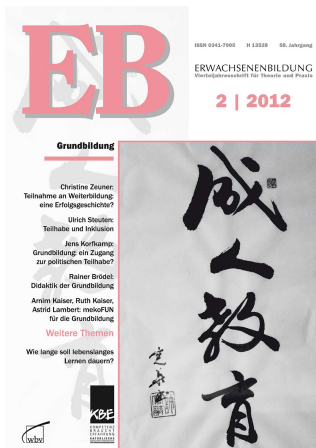 EB
ISSN 0341-7905 H 13528 58. Jahrgang
ERWACHSENENBILDUNG
Vierteljahresschrift für Theorie und Praxis
2 | 2012
Grundbildung
Christine Zeuner:
Teilnahme an Weiterbildung:
eine Erfolgsgeschichte?
Ulrich Steuten:
Teilhabe und Inklusion
Jens Korfkamp:
Grundbildung: ein Zugang
zur politischen Teilhabe?
Rainer Brödel:
Didaktik der Grundbildung
Arnim Kaiser, Ruth Kaiser,
Astrid Lambert: mekoFUN
für die Grundbildung
Weitere Themen
Wie lange soll lebenslanges
Lernen dauern?
成人教育
wbv
KBE
KOMPETENZ
BRAUCHT
ERFAHRUNG